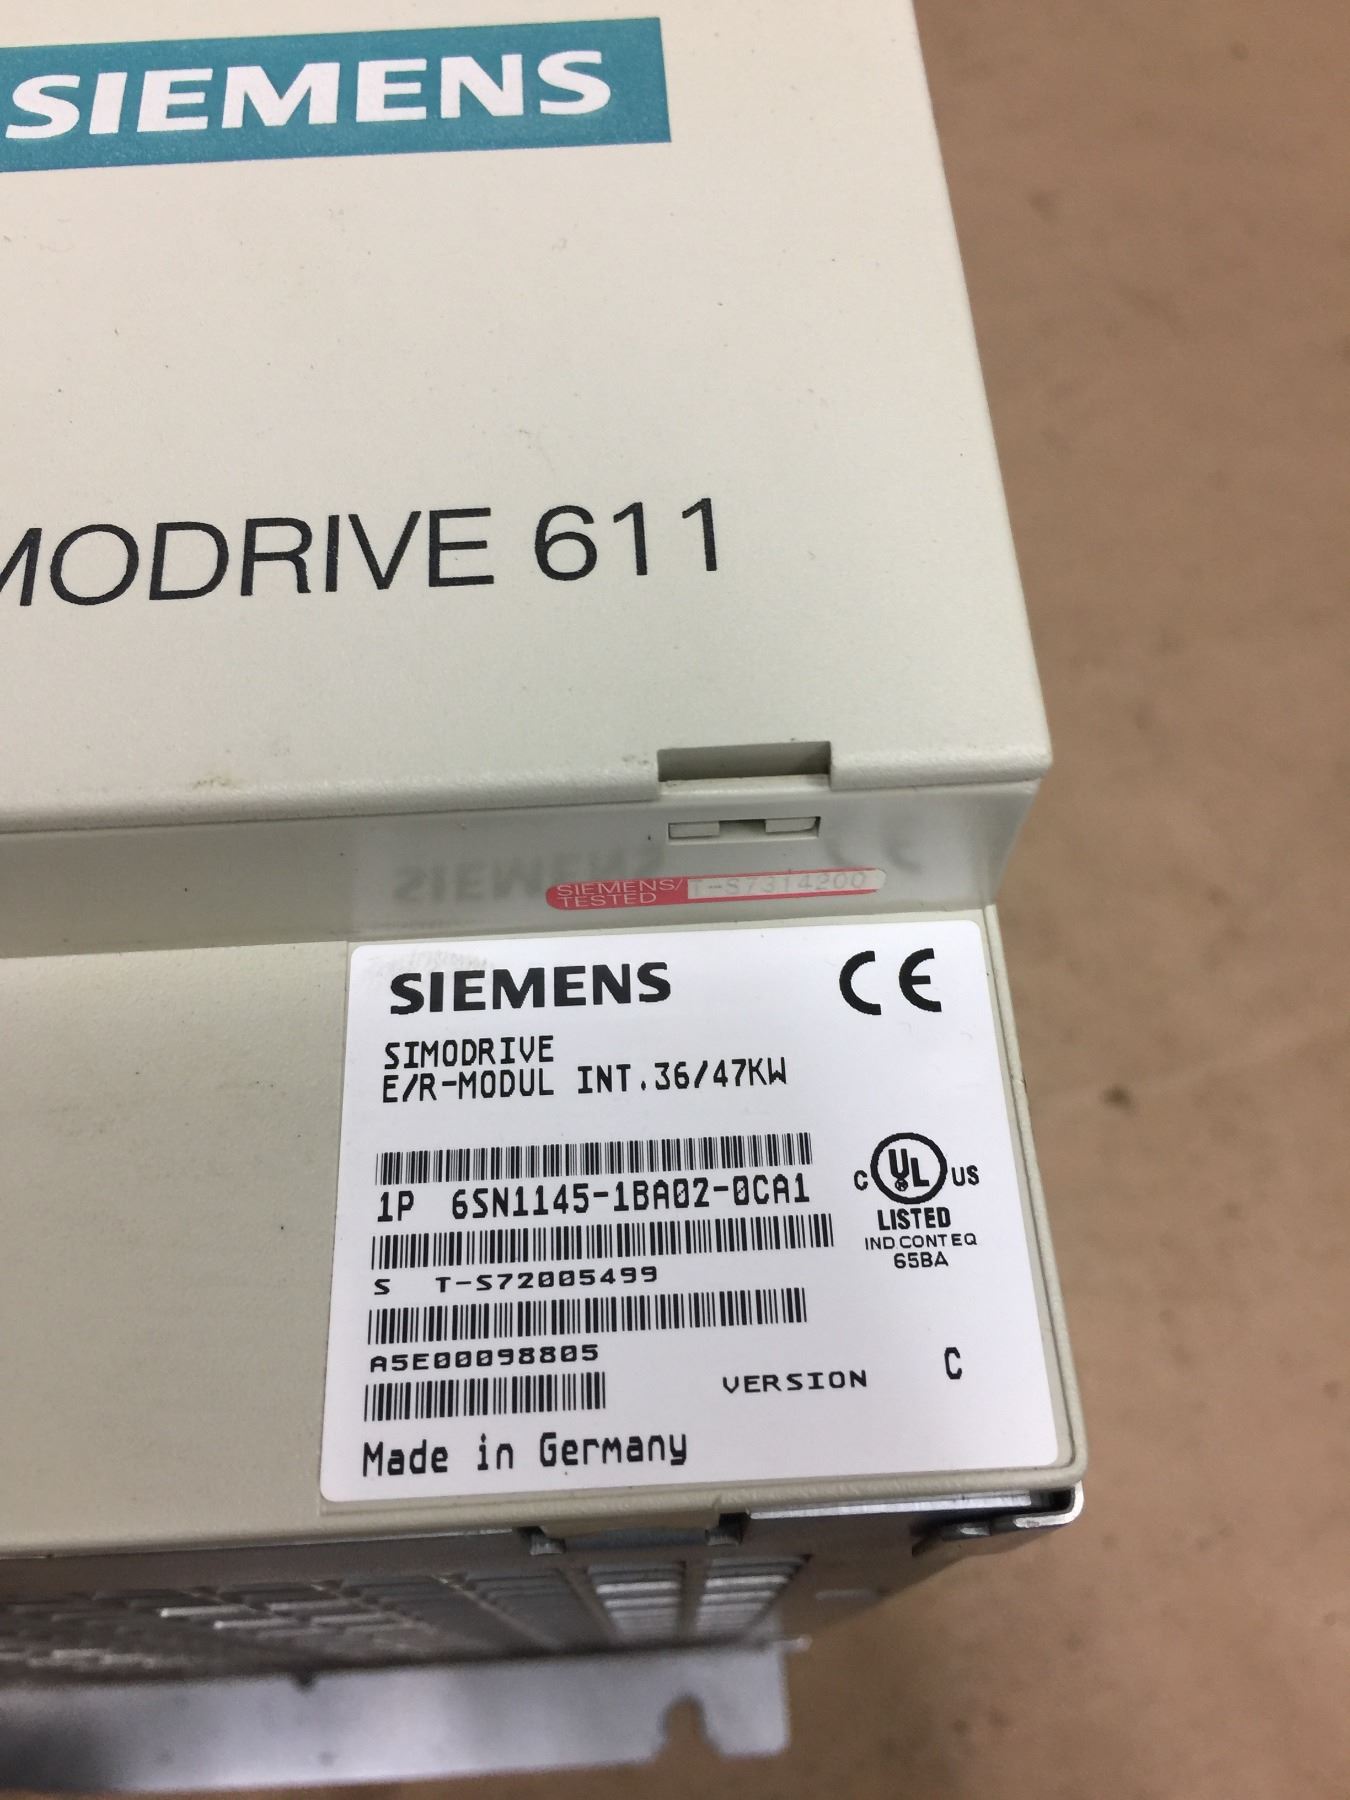 SIEMENS
MODRIVE 611
SIEMENS/ T-S7314200
TESTED
SIEMENS CE
SIMODRIVE
E/R-MODUL INT.36/47KW
1P 6SN1145-1BA02-0CA1
C UL US
LISTED
IND.CONT EQ
65BA
S T-S72005499
A5E00098805
VERSION C
Made in Germany